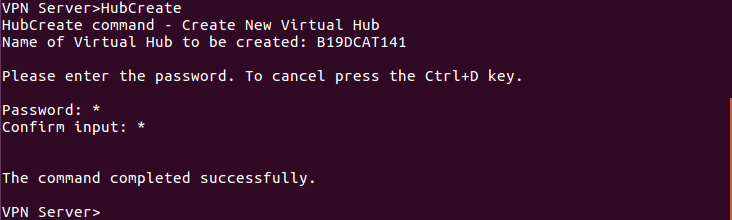 VPN Server>HubCreate
HubCreate command - Create New Virtual Hub
Name of Virtual Hub to be created: B19DCAT141
Please enter the password. To cancel press the Ctrl+D key.
Password: *
Confirm input: *
The command completed successfully.
VPN Server>